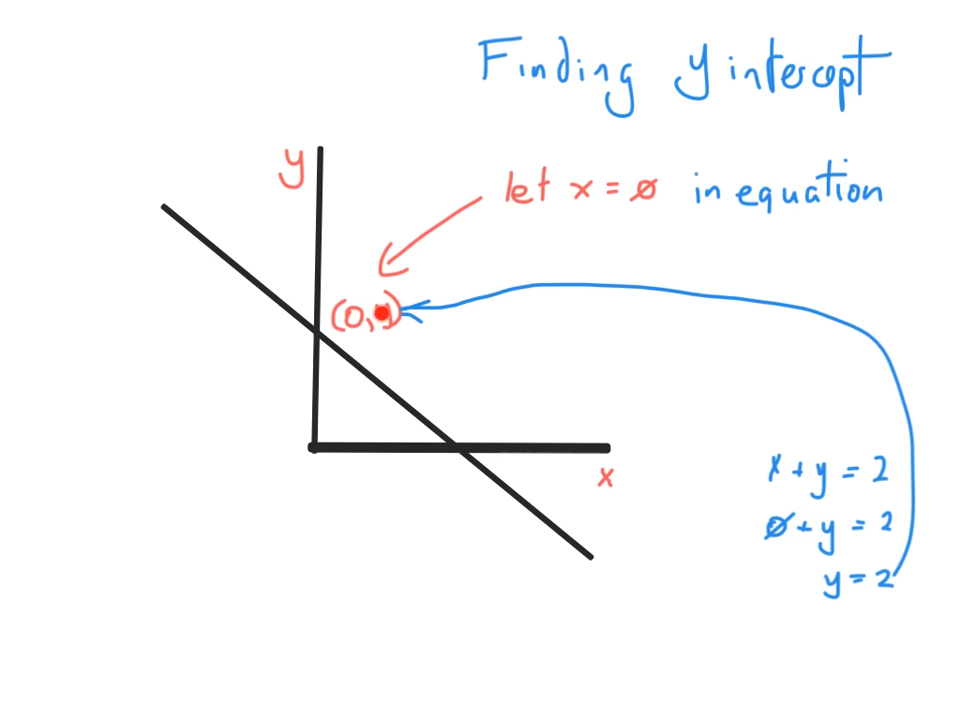 Finding y intercept
y
let x = ø in equation
(0,
x
x + y = 2
ø + y = 2
y = 2